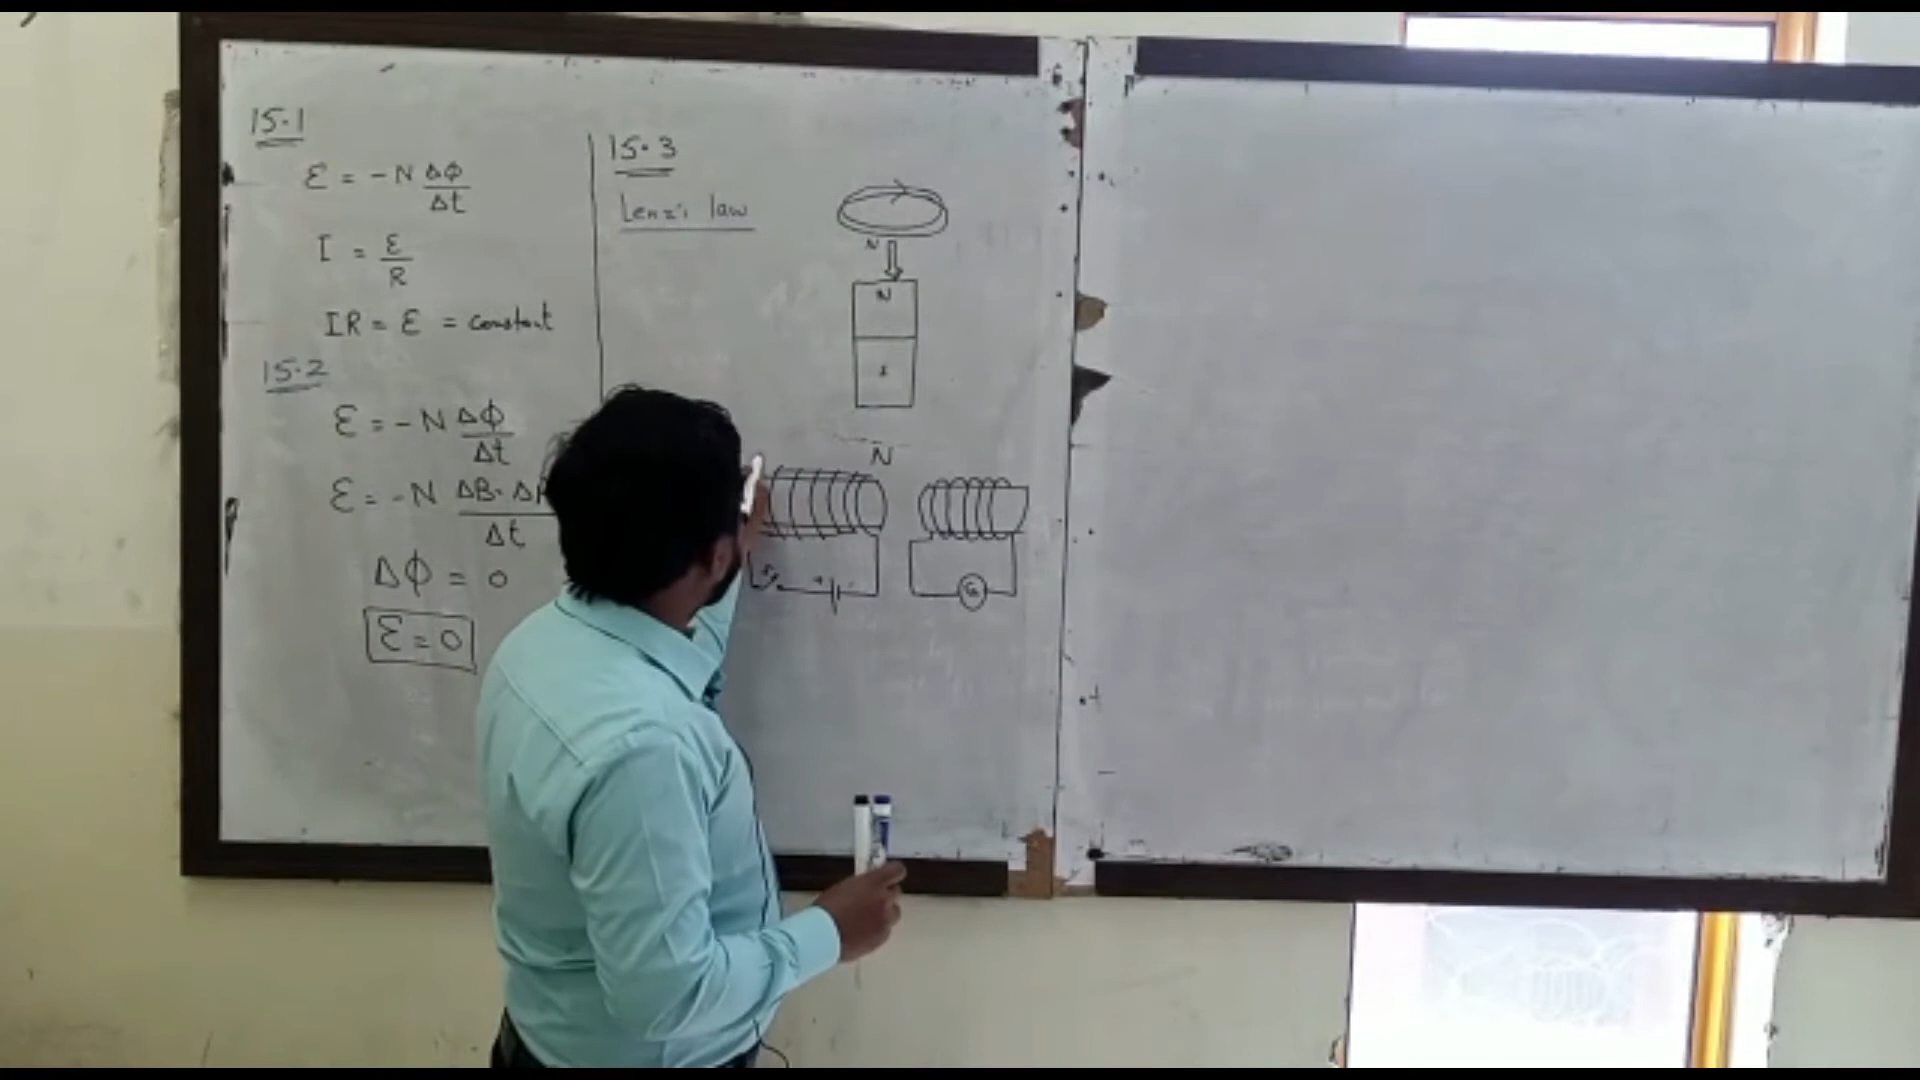 15.1
ε = -N ΔΦ/Δt
I = ε/R
IR = ε = constant
15.2
ε = -N ΔΦ/Δt
ε = -N ΔB.Δ /Δt
ΔΦ = 0
ε = 0
15.3
Lenz's law
N
N
N
+ -
G